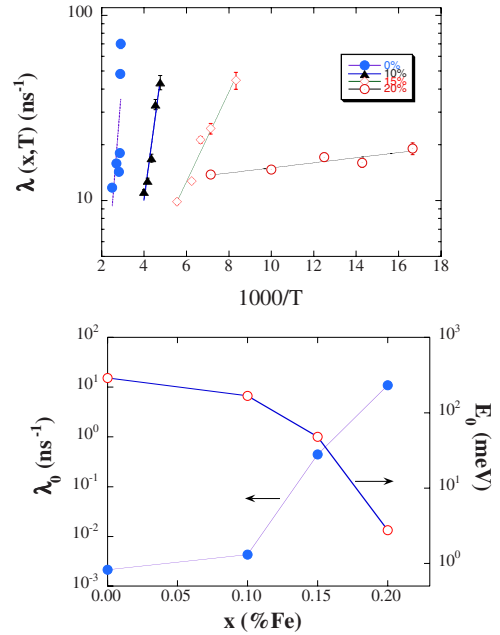 100
10
λ (x,T) (ns⁻¹)
0%
10%
15%
20%
2 4 6 8 10 12 14 16 18
1000/T
10² 10¹ 10⁰ 10⁻¹ 10⁻² 10⁻³
λ₀ (ns⁻¹)
10³ 10² 10¹ 10⁰
E₀ (meV)
0.00 0.05 0.10 0.15 0.20
x (%Fe)